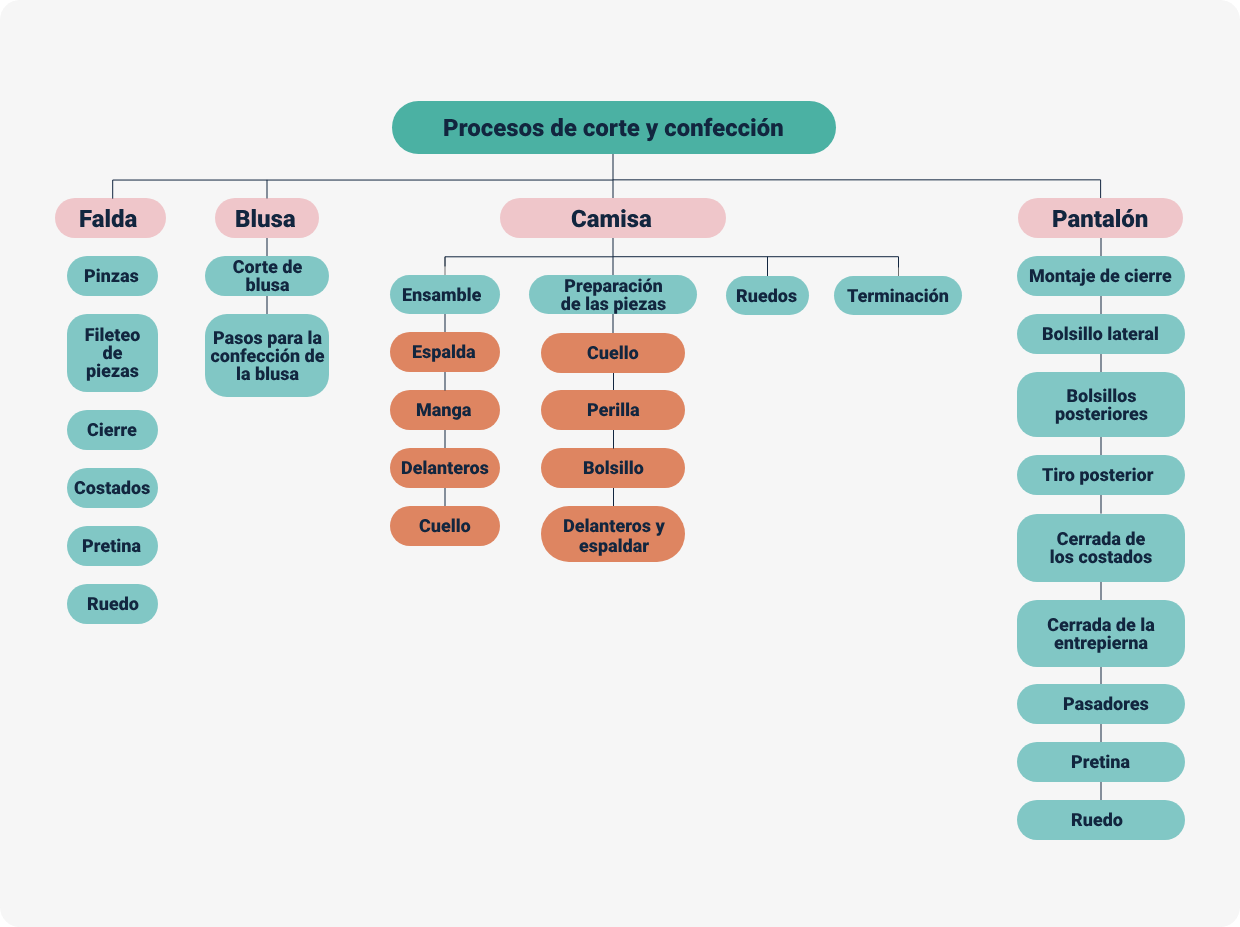 Procesos de corte y confección
Falda
Pinzas
Fileteo
de
piezas
Cierre
Costados
Pretina
Ruedo
Blusa
Corte de
blusa
Pasos para la
confección de
la blusa
Camisa
Ensamble
Espalda
Manga
Delanteros
Cuello
Preparación
de las piezas
Cuello
Perilla
Bolsillo
Delanteros y
espaldar
Ruedos
Terminación
Pantalón
Montaje de cierre
Bolsillo lateral
Bolsillos
posteriores
Tiro posterior
Cerrada de
los costados
Cerrada de la
entrepierna
Pasadores
Pretina
Ruedo